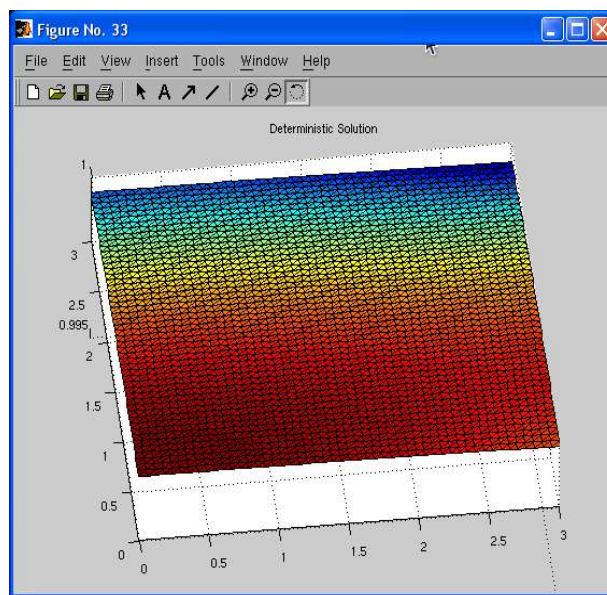 Figure No. 33
File Edit View Insert Tools Window Help
A
Deterministic Solution
1
3
2.5
0.995
2
1.5
1
0.5
0
0 0.5 1 1.5 2 2.5 3